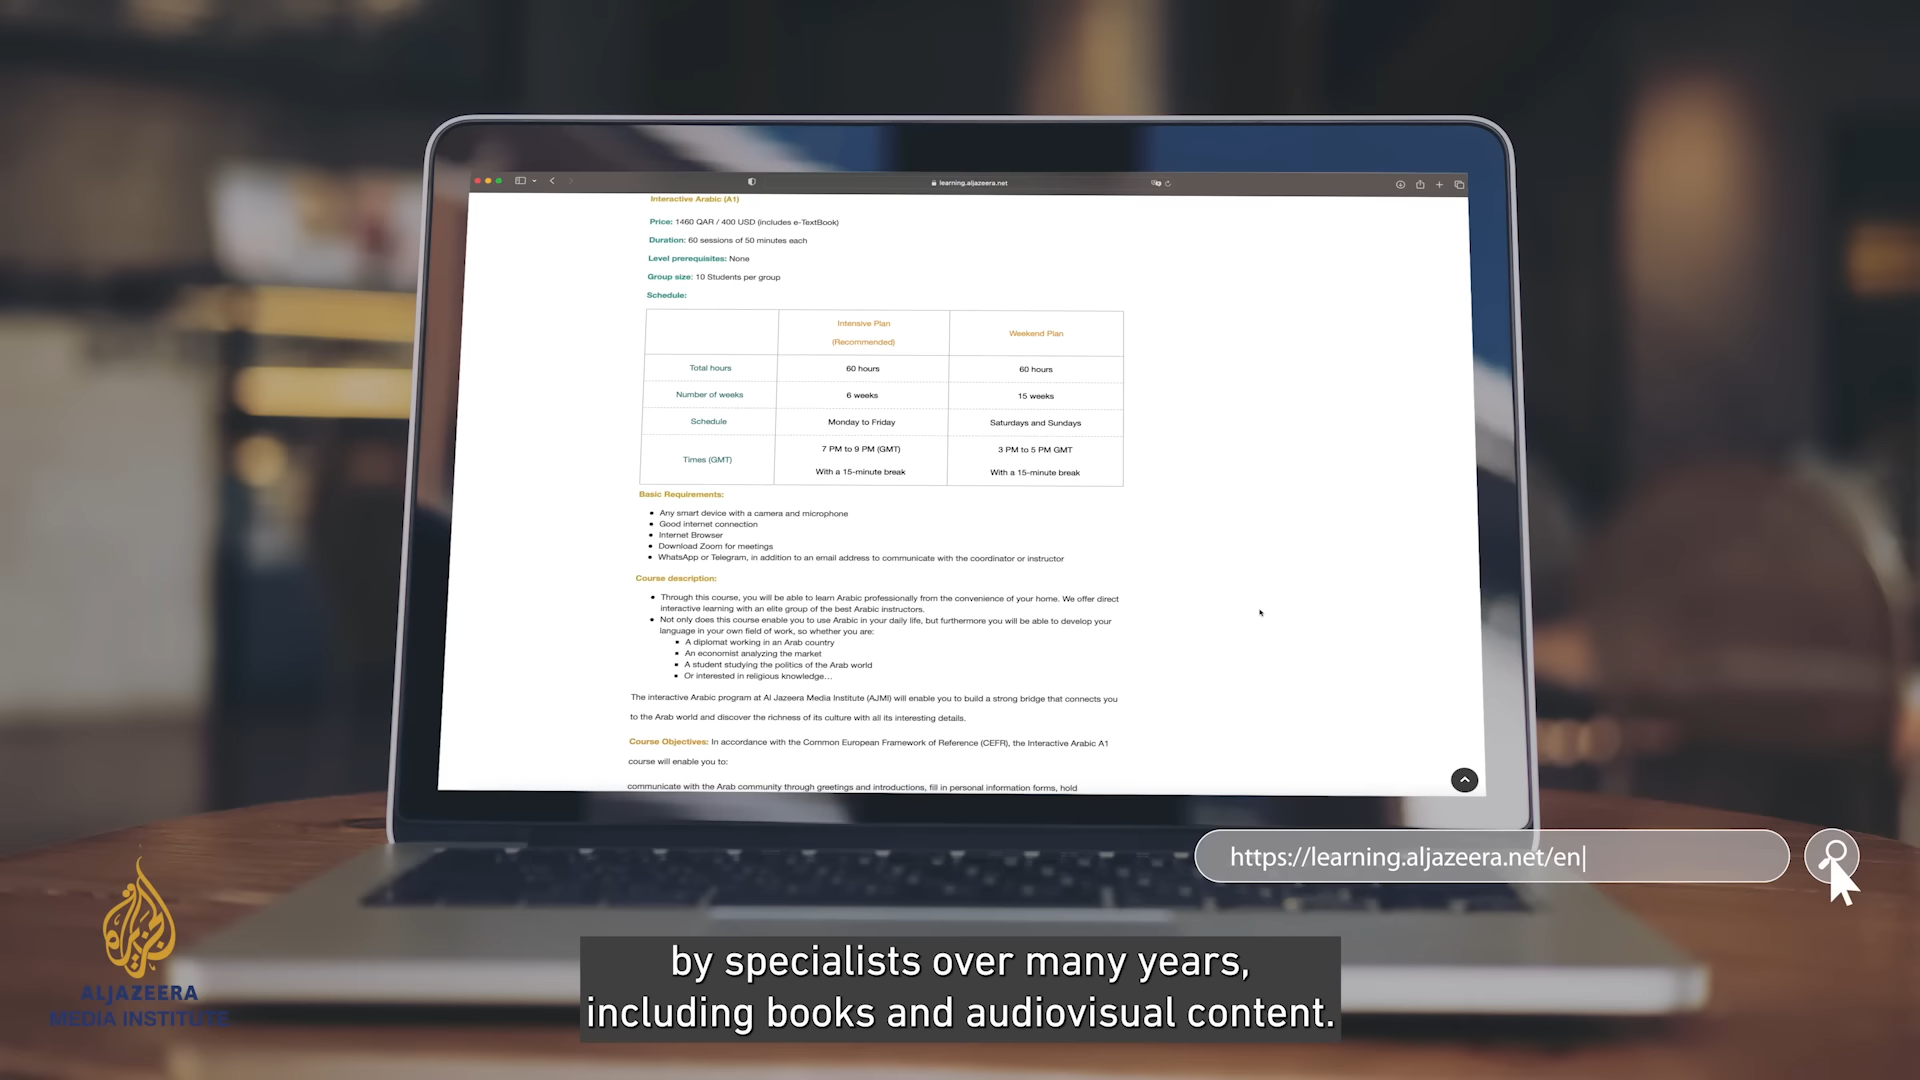 learning.aljazeera.net
Interactive Arabic (A1)
Price: 1460 QAR / 400 USD (includes e-TextBook)
Duration: 60 sessions of 50 minutes each
Level prerequisites: None
Group size: 10 Students per group
Schedule:
Intensive Plan
(Recommended)
Weekend Plan
Total hours 60 hours 60 hours
Number of weeks 6 weeks 15 weeks
Schedule Monday to Friday Saturdays and Sundays
Times (GMT)
7 PM to 9 PM (GMT)
With a 15-minute break
3 PM to 5 PM GMT
With a 15-minute break
Basic Requirements:
• Any smart device with a camera and microphone
• Good internet connection
• Internet Browser
• Download Zoom for meetings
• WhatsApp or Telegram, in addition to an email address to communicate with the coordinator or instructor
Course description:
• Through this course, you will be able to learn Arabic professionally from the convenience of your home. We offer direct
interactive learning with an elite group of the best Arabic instructors.
• Not only does this course enable you to use Arabic in your daily life, but furthermore you will be able to develop your
language in your own field of work, so whether you are:
▪ A diplomat working in an Arab country
▪ An economist analyzing the market
▪ A student studying the politics of the Arab world
▪ Or interested in religious knowledge…
The interactive Arabic program at Al Jazeera Media Institute (AJMI) will enable you to build a strong bridge that connects you
to the Arab world and discover the richness of its culture with all its interesting details.
Course Objectives: In accordance with the Common European Framework of Reference (CEFR), the Interactive Arabic A1
course will enable you to:
communicate with the Arab community through greetings and introductions, fill in personal information forms, hold
https://learning.aljazeera.net/en
الجزيرة
ALJAZEERA
MEDIA INSTITUTE
by specialists over many years,
including books and audiovisual content.